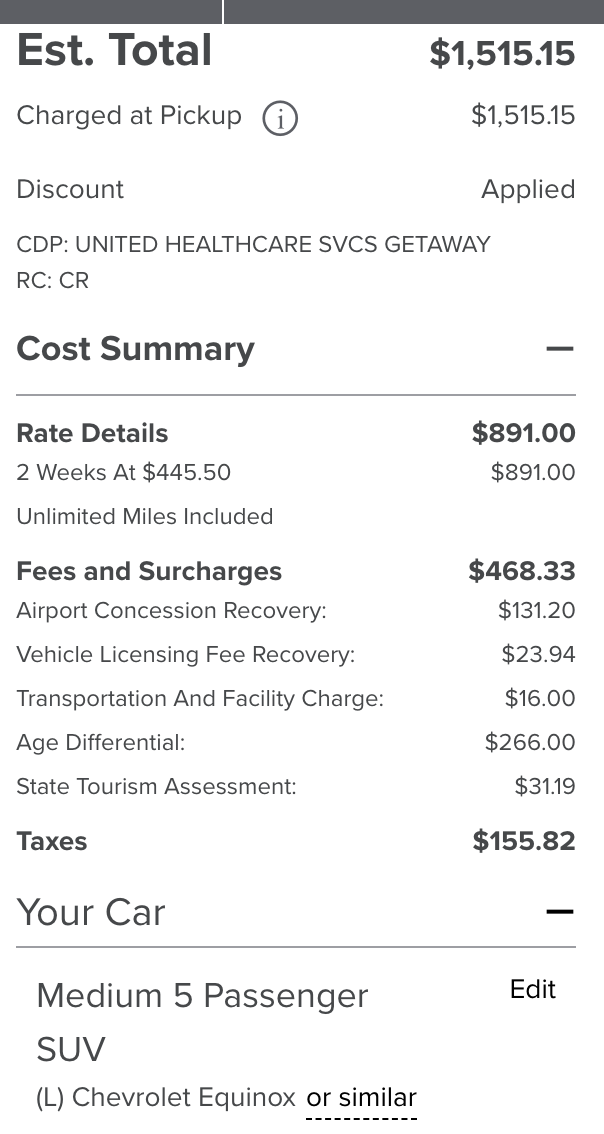 Est. Total $1,515.15
Charged at Pickup i $1,515.15
Discount Applied
CDP: UNITED HEALTHCARE SVCS GETAWAY
RC: CR
Cost Summary —
Rate Details $891.00
2 Weeks At $445.50 $891.00
Unlimited Miles Included
Fees and Surcharges $468.33
Airport Concession Recovery: $131.20
Vehicle Licensing Fee Recovery: $23.94
Transportation And Facility Charge: $16.00
Age Differential: $266.00
State Tourism Assessment: $31.19
Taxes $155.82
Your Car —
Medium 5 Passenger Edit
SUV
(L) Chevrolet Equinox or similar